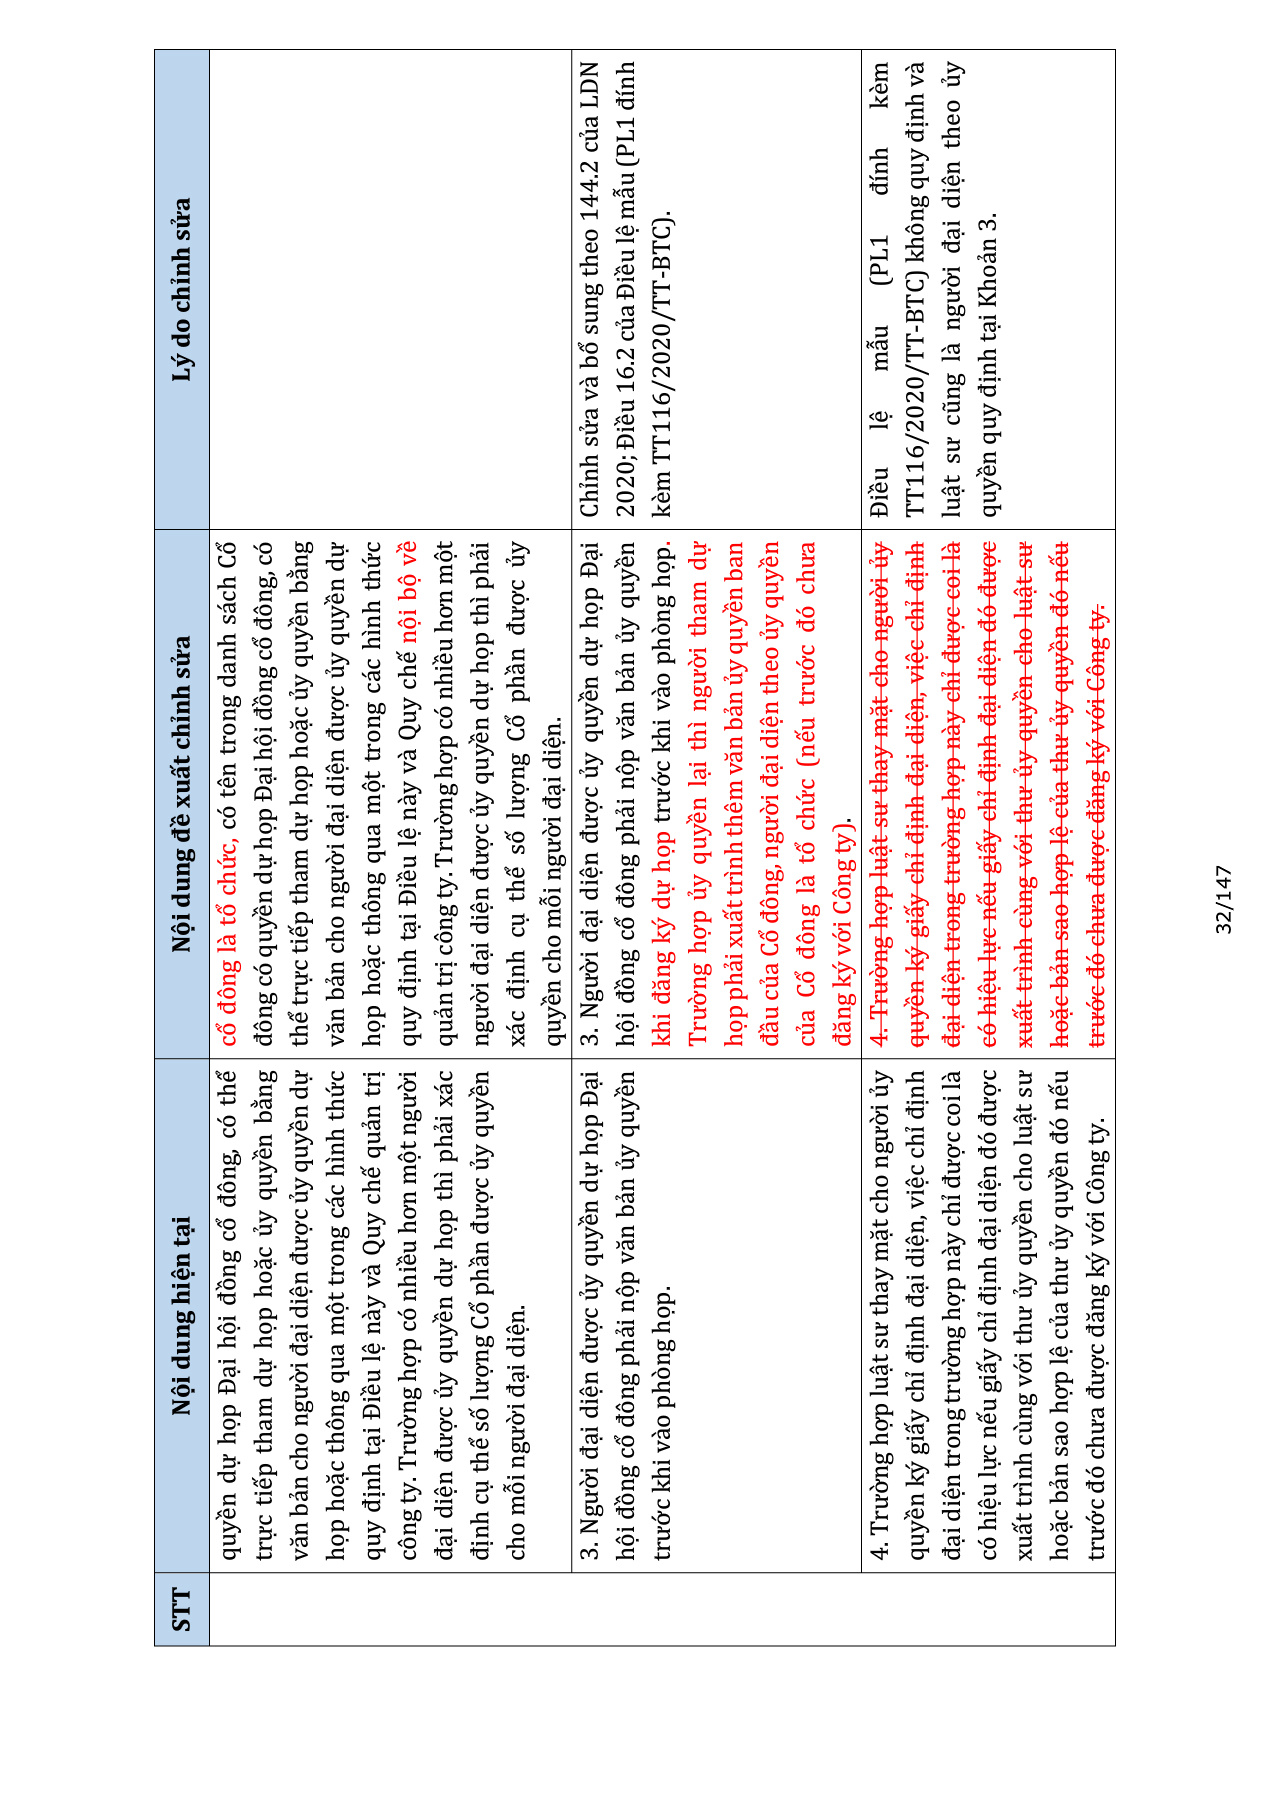 STT
Nội dung hiện tại
Nội dung đề xuất chỉnh sửa
Lý do chỉnh sửa
quyền dự họp Đại hội đồng cổ đông, có thể
trực tiếp tham dự họp hoặc ủy quyền bằng
văn bản cho người đại diện được ủy quyền dự
họp hoặc thông qua một trong các hình thức
quy định tại Điều lệ này và Quy chế quản trị
công ty. Trường hợp có nhiều hơn một người
đại diện được ủy quyền dự họp thì phải xác
định cụ thể số lượng Cổ phần được ủy quyền
cho mỗi người đại diện.
cổ đông là tổ chức, có tên trong danh sách Cổ
đông có quyền dự họp Đại hội đồng cổ đông, có
thể trực tiếp tham dự họp hoặc ủy quyền bằng
văn bản cho người đại diện được ủy quyền dự
họp hoặc thông qua một trong các hình thức
quy định tại Điều lệ này và Quy chế nội bộ về
quản trị công ty. Trường hợp có nhiều hơn một
người đại diện được ủy quyền dự họp thì phải
xác định cụ thể số lượng Cổ phần được ủy
quyền cho mỗi người đại diện.
3. Người đại diện được ủy quyền dự họp Đại
hội đồng cổ đông phải nộp văn bản ủy quyền
trước khi vào phòng họp.
3. Người đại diện được ủy quyền dự họp Đại
hội đồng cổ đông phải nộp văn bản ủy quyền
khi đăng ký dự họp trước khi vào phòng họp.
Trường hợp ủy quyền lại thì người tham dự
họp phải xuất trình thêm văn bản ủy quyền ban
đầu của Cổ đông, người đại diện theo ủy quyền
của Cổ đông là tổ chức (nếu trước đó chưa
đăng ký với Công ty).
Chỉnh sửa và bổ sung theo 144.2 của LDN
2020; Điều 16.2 của Điều lệ mẫu (PL1 đính
kèm TT116/2020/TT-BTC).
4. Trường hợp luật sư thay mặt cho người ủy
quyền ký giấy chỉ định đại diện, việc chỉ định
đại diện trong trường hợp này chỉ được coi là
có hiệu lực nếu giấy chỉ định đại diện đó được
xuất trình cùng với thư ủy quyền cho luật sư
hoặc bản sao hợp lệ của thư ủy quyền đó nếu
trước đó chưa được đăng ký với Công ty.
4. Trường hợp luật sư thay mặt cho người ủy
quyền ký giấy chỉ định đại diện, việc chỉ định
đại diện trong trường hợp này chỉ được coi là
có hiệu lực nếu giấy chỉ định đại diện đó được
xuất trình cùng với thư ủy quyền cho luật sư
hoặc bản sao hợp lệ của thư ủy quyền đó nếu
trước đó chưa được đăng ký với Công ty.
Điều lệ mẫu (PL1 đính kèm
TT116/2020/TT-BTC) không quy định và
luật sư cũng là người đại diện theo ủy
quyền quy định tại Khoản 3.
32/147